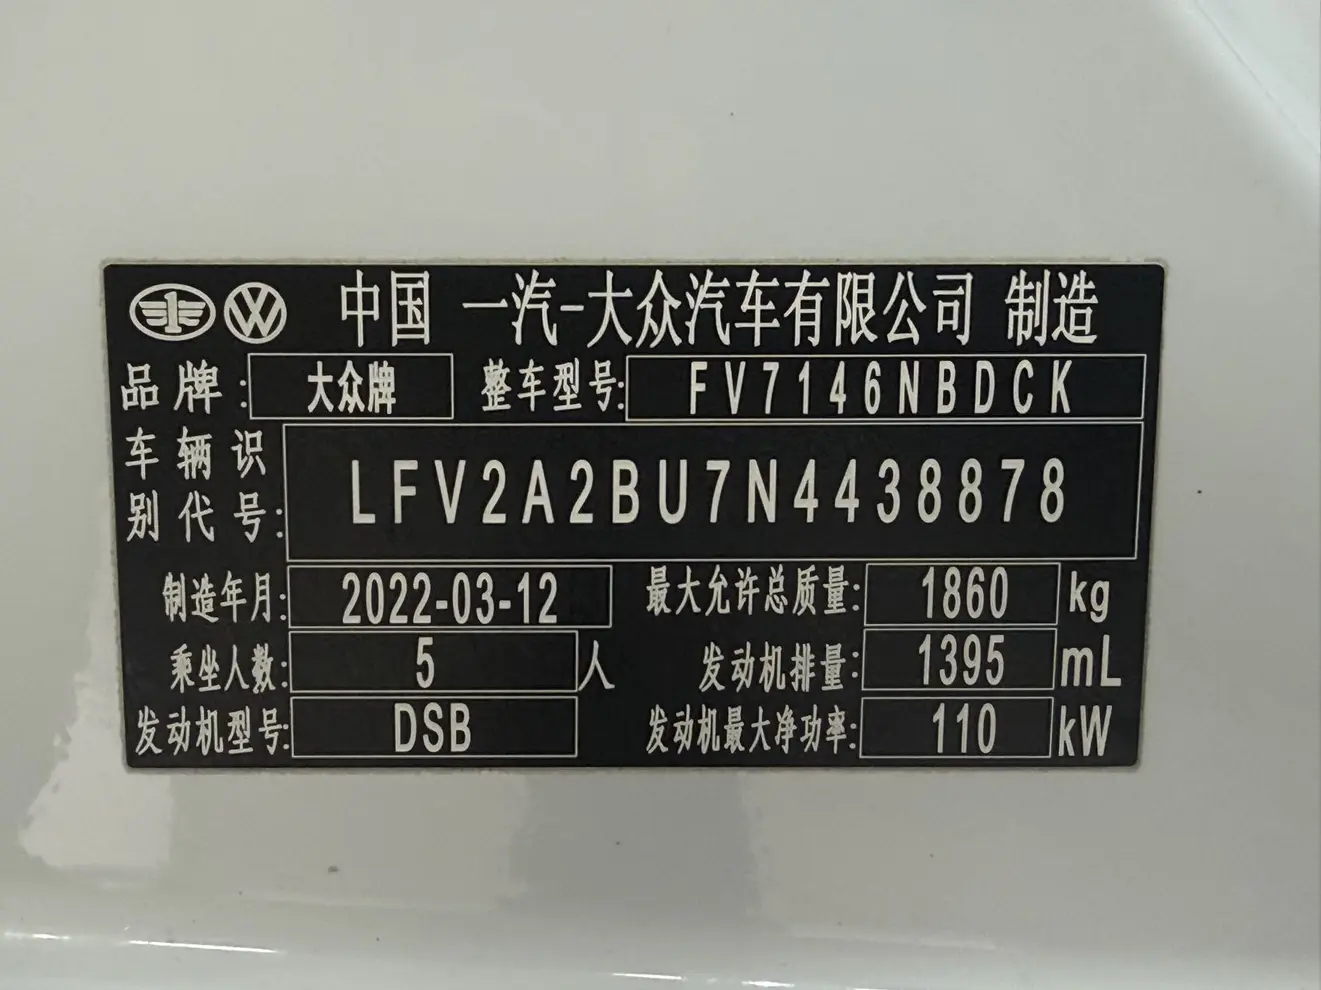 中国 一汽-大众汽车有限公司 制造
品牌: 大众牌 整车型号: FV7146NBDCK
车辆识别代号: LFV2A2BU7N4438878
制造年月: 2022-03-12 最大允许总质量: 1860 kg
乘坐人数: 5 人 发动机排量: 1395 mL
发动机型号: DSB 发动机最大净功率: 110 kW